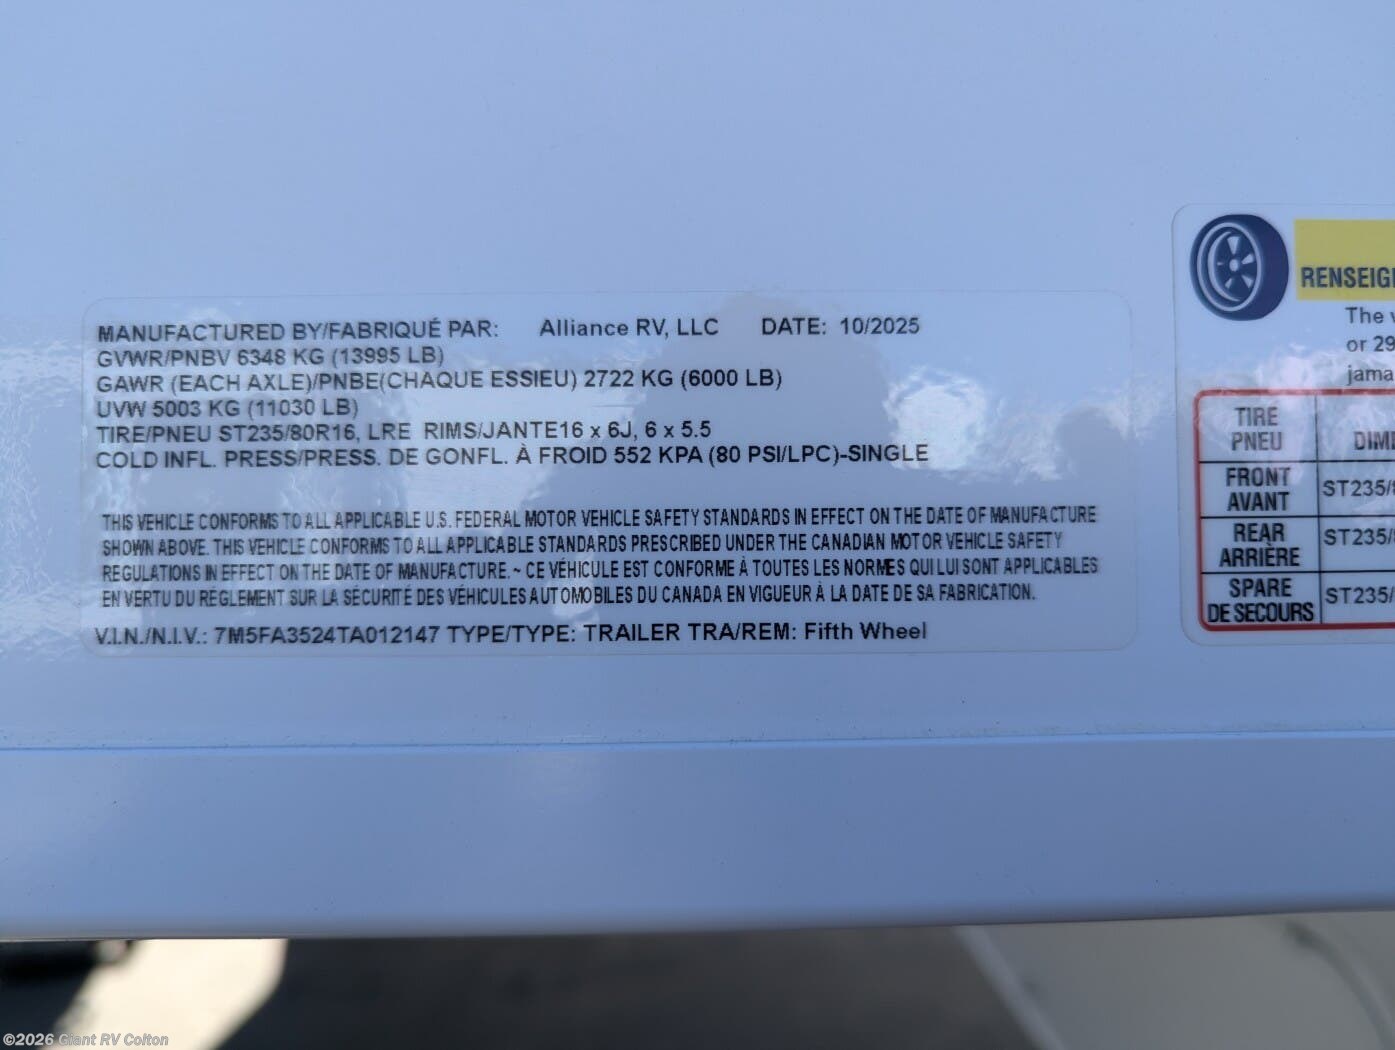 MANUFACTURED BY/FABRIQUÉ PAR: Alliance RV, LLC DATE: 10/2025
GVWR/PNBV 6348 KG (13995 LB)
GAWR (EACH AXLE)/PNBE(CHAQUE ESSIEU) 2722 KG (6000 LB)
UVW 5003 KG (11030 LB)
TIRE/PNEU ST235/80R16, LRE RIMS/JANTE16 x 6J, 6 x 5.5
COLD INFL. PRESS/PRESS. DE GONFL. À FROID 552 KPA (80 PSI/LPC)-SINGLE
THIS VEHICLE CONFORMS TO ALL APPLICABLE U.S. FEDERAL MOTOR VEHICLE SAFETY STANDARDS IN EFFECT ON THE DATE OF MANUFACTURE
SHOWN ABOVE. THIS VEHICLE CONFORMS TO ALL APPLICABLE STANDARDS PRESCRIBED UNDER THE CANADIAN MOTOR VEHICLE SAFETY
REGULATIONS IN EFFECT ON THE DATE OF MANUFACTURE. ~ CE VÉHICULE EST CONFORME À TOUTES LES NORMES QUI LUI SONT APPLICABLES
EN VERTU DU RÈGLEMENT SUR LA SÉCURITÉ DES VÉHICULES AUTOMOBILES DU CANADA EN VIGUEUR À LA DATE DE SA FABRICATION.
V.I.N./N.I.V.: 7M5FA3524TA012147 TYPE/TYPE: TRAILER TRA/REM: Fifth Wheel
RENSEIG
The
or 29
jama
TIRE
PNEU DIM
FRONT
AVANT ST235/
REAR
ARRIÈRE ST235/
SPARE
DE SECOURS ST235/
©2026 Giant RV Colton